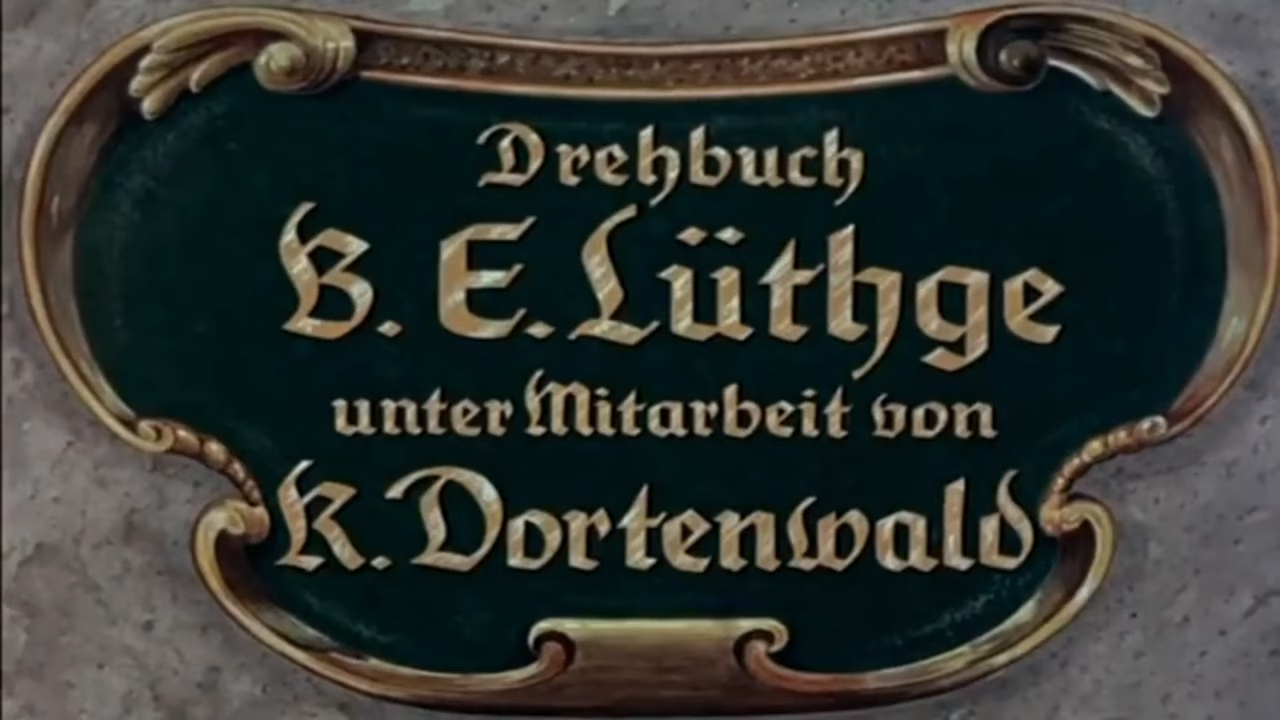 Drehbuch
B. E. Lüthge
unter Mitarbeit von
K. Dortenwald